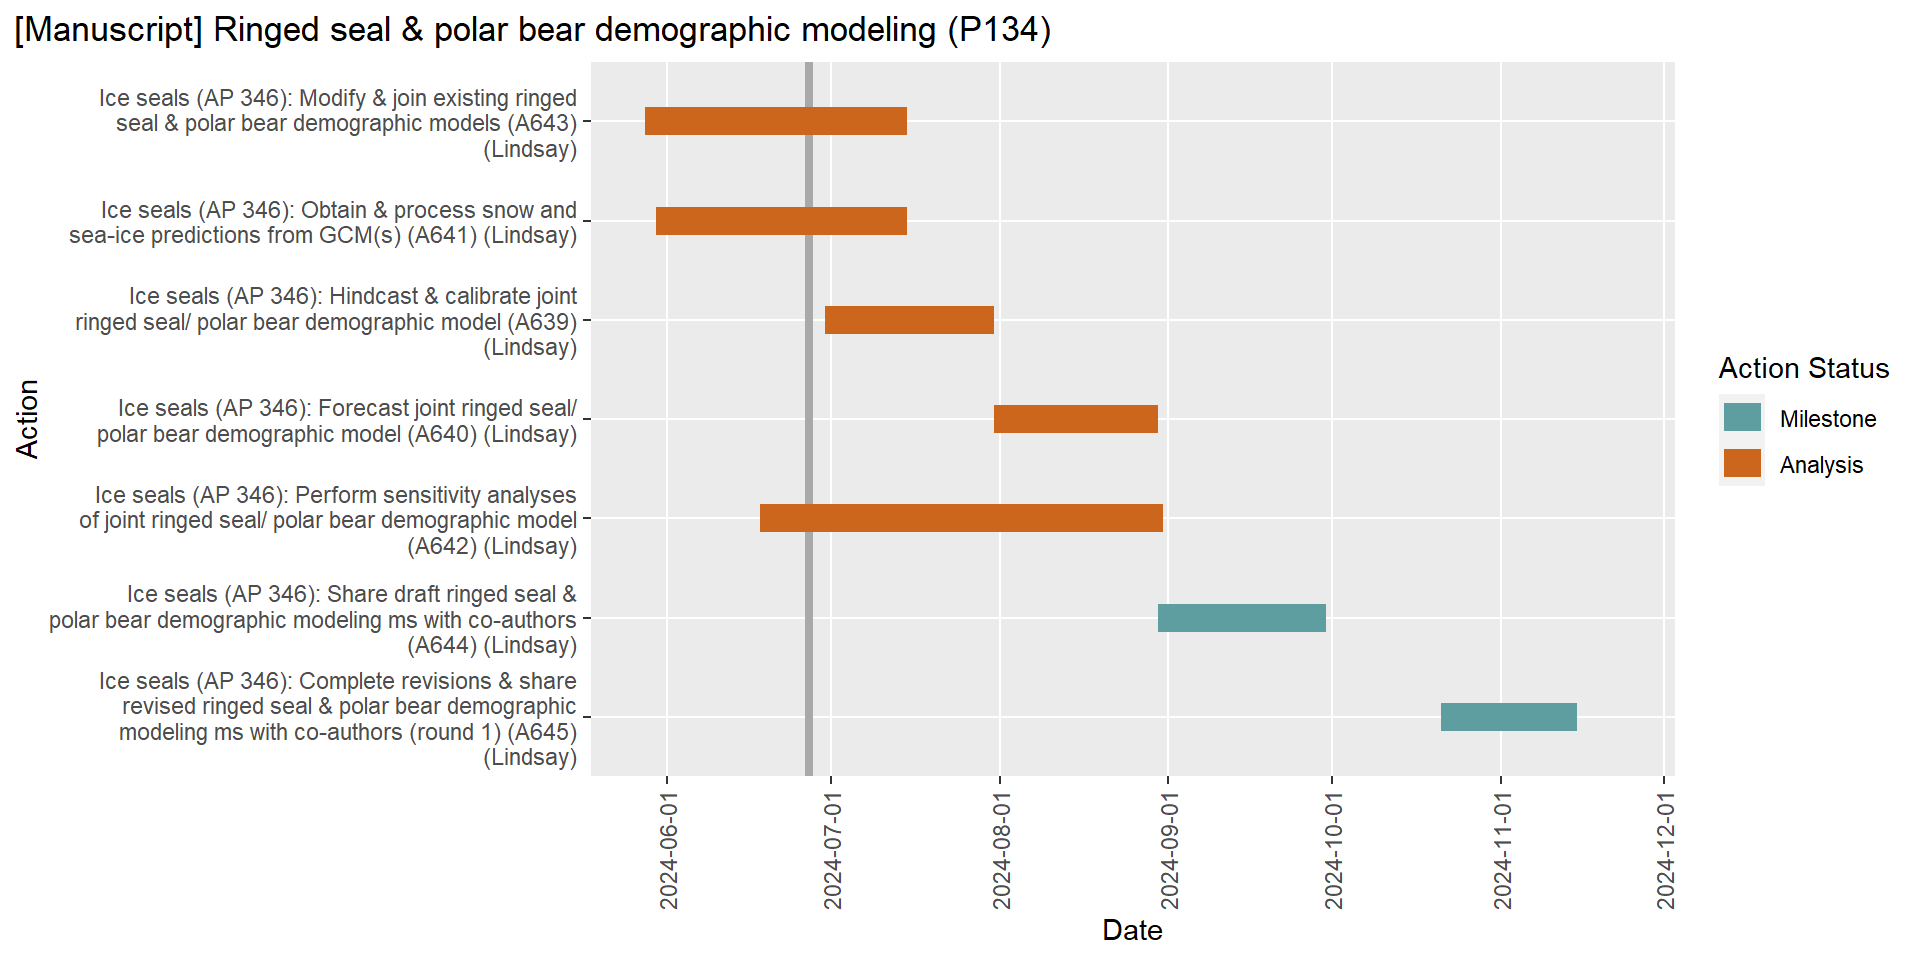 [Manuscript] Ringed seal & polar bear demographic modeling (P134)
Ice seals (AP 346): Modify & join existing ringed
seal & polar bear demographic models (A643)
(Lindsay)
Ice seals (AP 346): Obtain & process snow and
sea-ice predictions from GCM(s) (A641) (Lindsay)
Ice seals (AP 346): Hindcast & calibrate joint
ringed seal/ polar bear demographic model (A639)
(Lindsay)
Ice seals (AP 346): Forecast joint ringed seal/
polar bear demographic model (A640) (Lindsay)
Ice seals (AP 346): Perform sensitivity analyses
of joint ringed seal/ polar bear demographic model
(A642) (Lindsay)
Ice seals (AP 346): Share draft ringed seal &
polar bear demographic modeling ms with co-authors
(A644) (Lindsay)
Ice seals (AP 346): Complete revisions & share
revised ringed seal & polar bear demographic
modeling ms with co-authors (round 1) (A645)
(Lindsay)
Action
2024-06-01
2024-07-01
2024-08-01
2024-09-01
2024-10-01
2024-11-01
2024-12-01
Date
Action Status
Milestone
Analysis